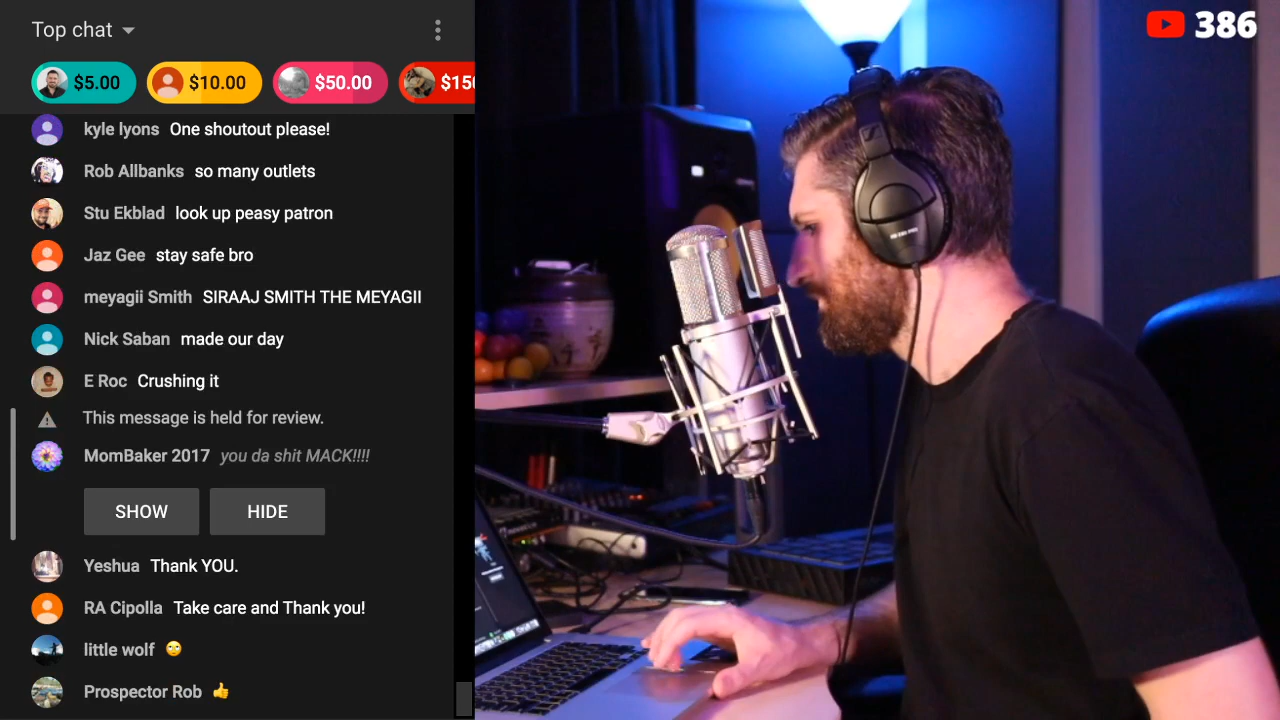 Top chat
$5.00
$10.00
$50.00
386
kyle lyons One shoutout please!
Rob Allbanks so many outlets
Stu Ekblad look up peasy patron
Jaz Gee stay safe bro
meyagii Smith SIRAAJ SMITH THE MEYAGII
Nick Saban made our day
E Roc Crushing it
This message is held for review.
MomBaker 2017 you da shit MACK!!!!
SHOW HIDE
Yeshua Thank YOU.
RA Cipolla Take care and Thank you!
little wolf 🙄
Prospector Rob 👍